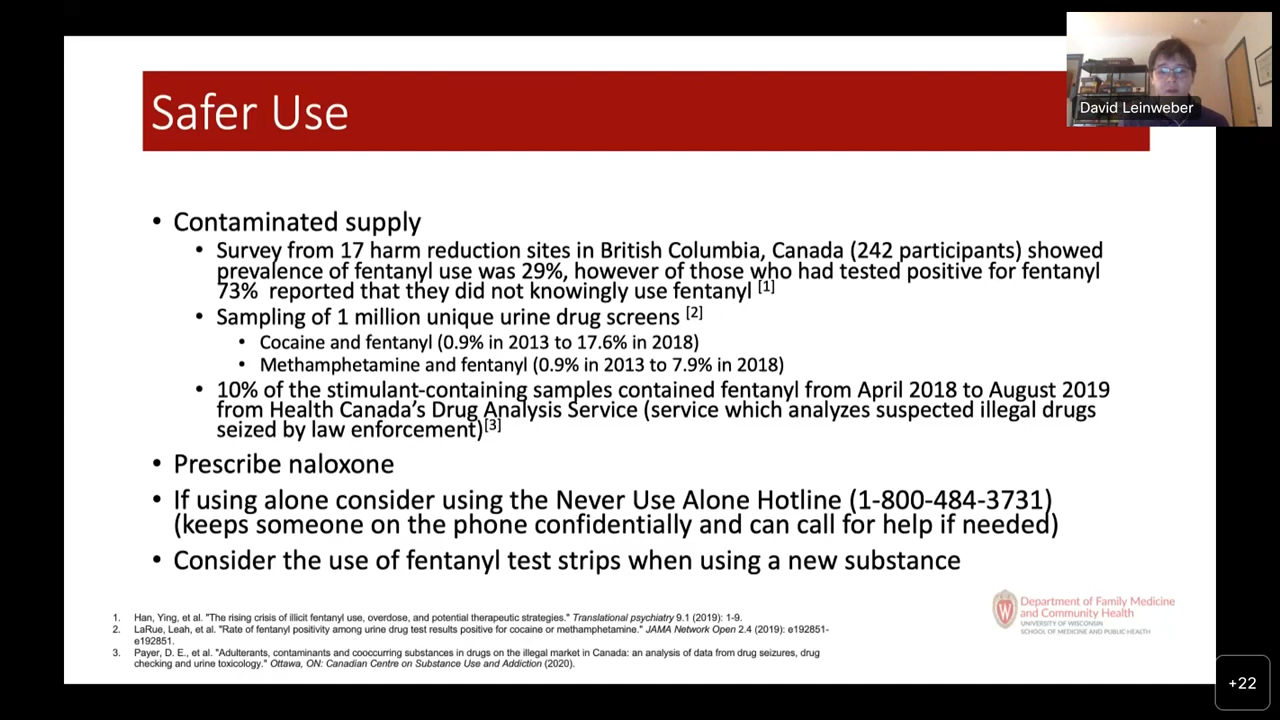 David Leinweber
Safer Use
• Contaminated supply
• Survey from 17 harm reduction sites in British Columbia, Canada (242 participants) showed
prevalence of fentanyl use was 29%, however of those who had tested positive for fentanyl
73% reported that they did not knowingly use fentanyl [1]
• Sampling of 1 million unique urine drug screens [2]
• Cocaine and fentanyl (0.9% in 2013 to 17.6% in 2018)
• Methamphetamine and fentanyl (0.9% in 2013 to 7.9% in 2018)
• 10% of the stimulant-containing samples contained fentanyl from April 2018 to August 2019
from Health Canada's Drug Analysis Service (service which analyzes suspected illegal drugs
seized by law enforcement)[3]
• Prescribe naloxone
• If using alone consider using the Never Use Alone Hotline (1-800-484-3731)
(keeps someone on the phone confidentially and can call for help if needed)
• Consider the use of fentanyl test strips when using a new substance
1. Han, Ying, et al. "The rising crisis of illicit fentanyl use, overdose, and potential therapeutic strategies." Translational psychiatry 9.1 (2019): 1-9.
2. LaRue, Leah, et al. "Rate of fentanyl positivity among urine drug test results positive for cocaine or methamphetamine." JAMA Network Open 2.4 (2019): e192851-
e192851.
3. Payer, D. E., et al. "Adulterants, contaminants and cooccurring substances in drugs on the illegal market in Canada: an analysis of data from drug seizures, drug
checking and urine toxicology." Ottawa, ON: Canadian Centre on Substance Use and Addiction (2020).
Department of Family Medicine
and Community Health
UNIVERSITY OF WISCONSIN
SCHOOL OF MEDICINE AND PUBLIC HEALTH
+22